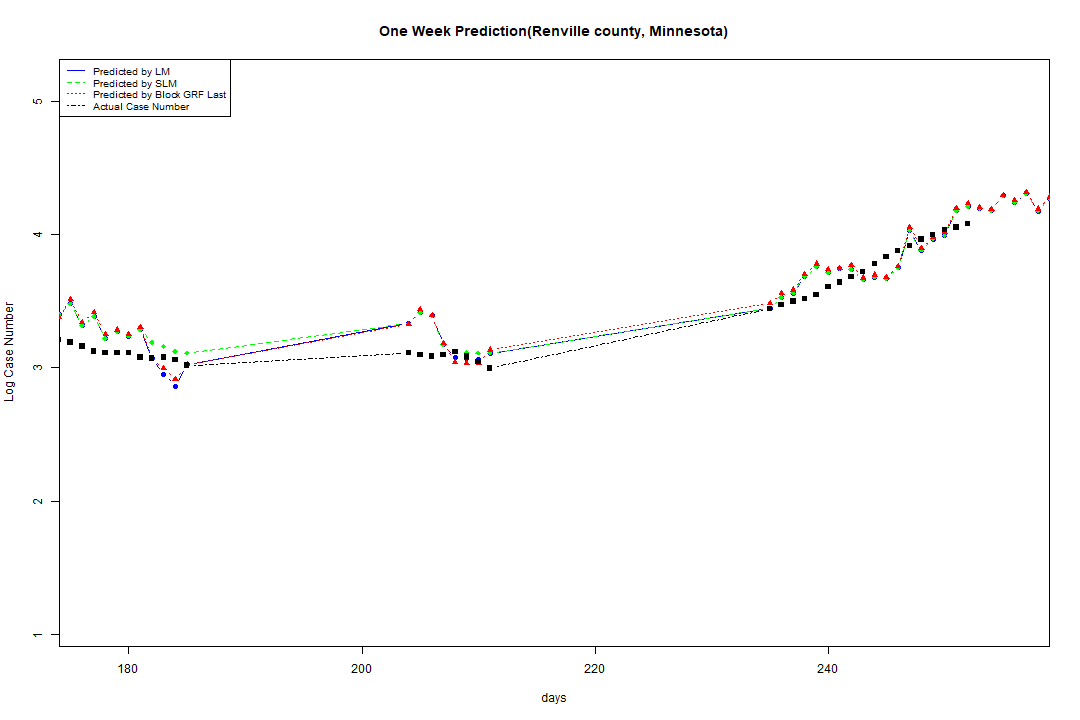 One Week Prediction(Renville county, Minnesota)
Predicted by LM
Predicted by SLM
Predicted by Block GRF Last
Actual Case Number
5
4
3
2
1
Log Case Number
180
200
220
240
days